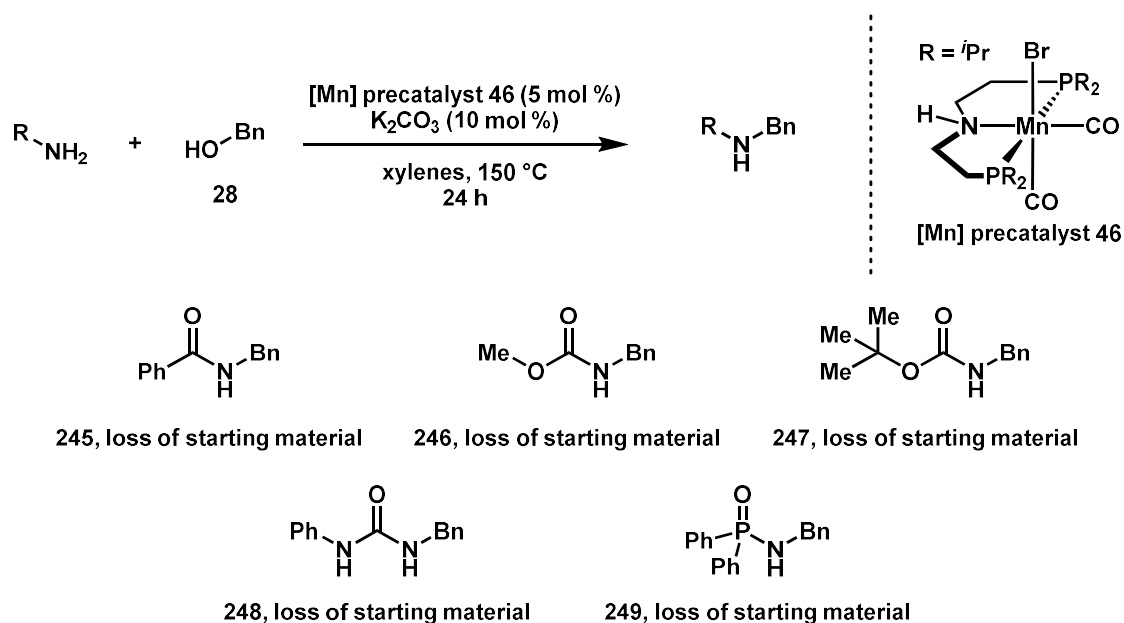 [Mn] precatalyst 46 (5 mol %)
K2CO3 (10 mol %)
xylenes, 150 °C
24 h
R
NH2
+
HO
Bn
28
R
N
H
Bn
R = iPr
Br
PR2
H
N
Mn
CO
PR2
CO
[Mn] precatalyst 46
O
Ph
N
H
Bn
245, loss of starting material
Me
O
O
N
H
Bn
246, loss of starting material
Me
Me
Me
O
O
N
H
Bn
247, loss of starting material
O
Ph
N
H
N
H
Bn
248, loss of starting material
O
Ph
P
Ph
N
H
Bn
249, loss of starting material